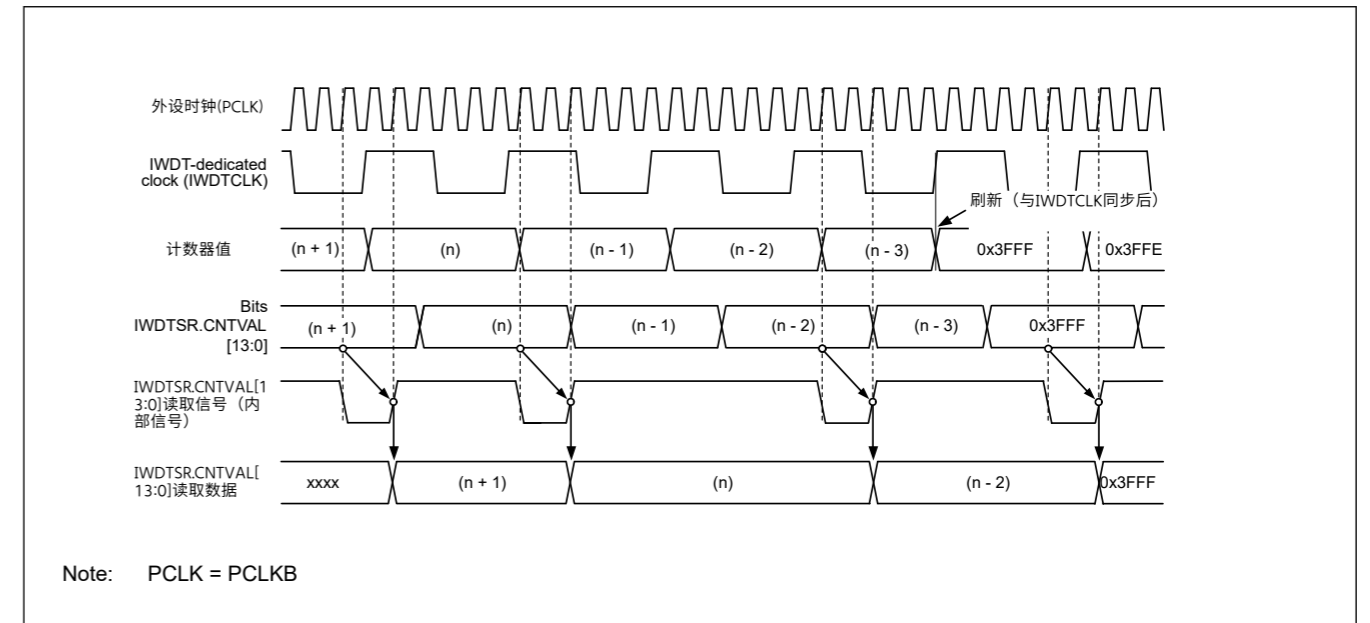 外设时钟(PCLK)
IWDT-dedicated
clock (IWDTCLK)
刷新（与IWDTCLK同步后）
计数器值
(n + 1)
(n)
(n - 1)
(n - 2)
(n - 3)
0x3FFF
0x3FFE
Bits
IWDTSR.CNTVAL
[13:0]
(n + 1)
(n)
(n - 1)
(n - 2)
(n - 3)
0x3FFF
IWDTSR.CNTVAL[1
3:0]读取信号（内
部信号）
IWDTSR.CNTVAL[
13:0]读取数据
xxxx
(n + 1)
(n)
(n - 2)
0x3FFF
Note: PCLK = PCLKB